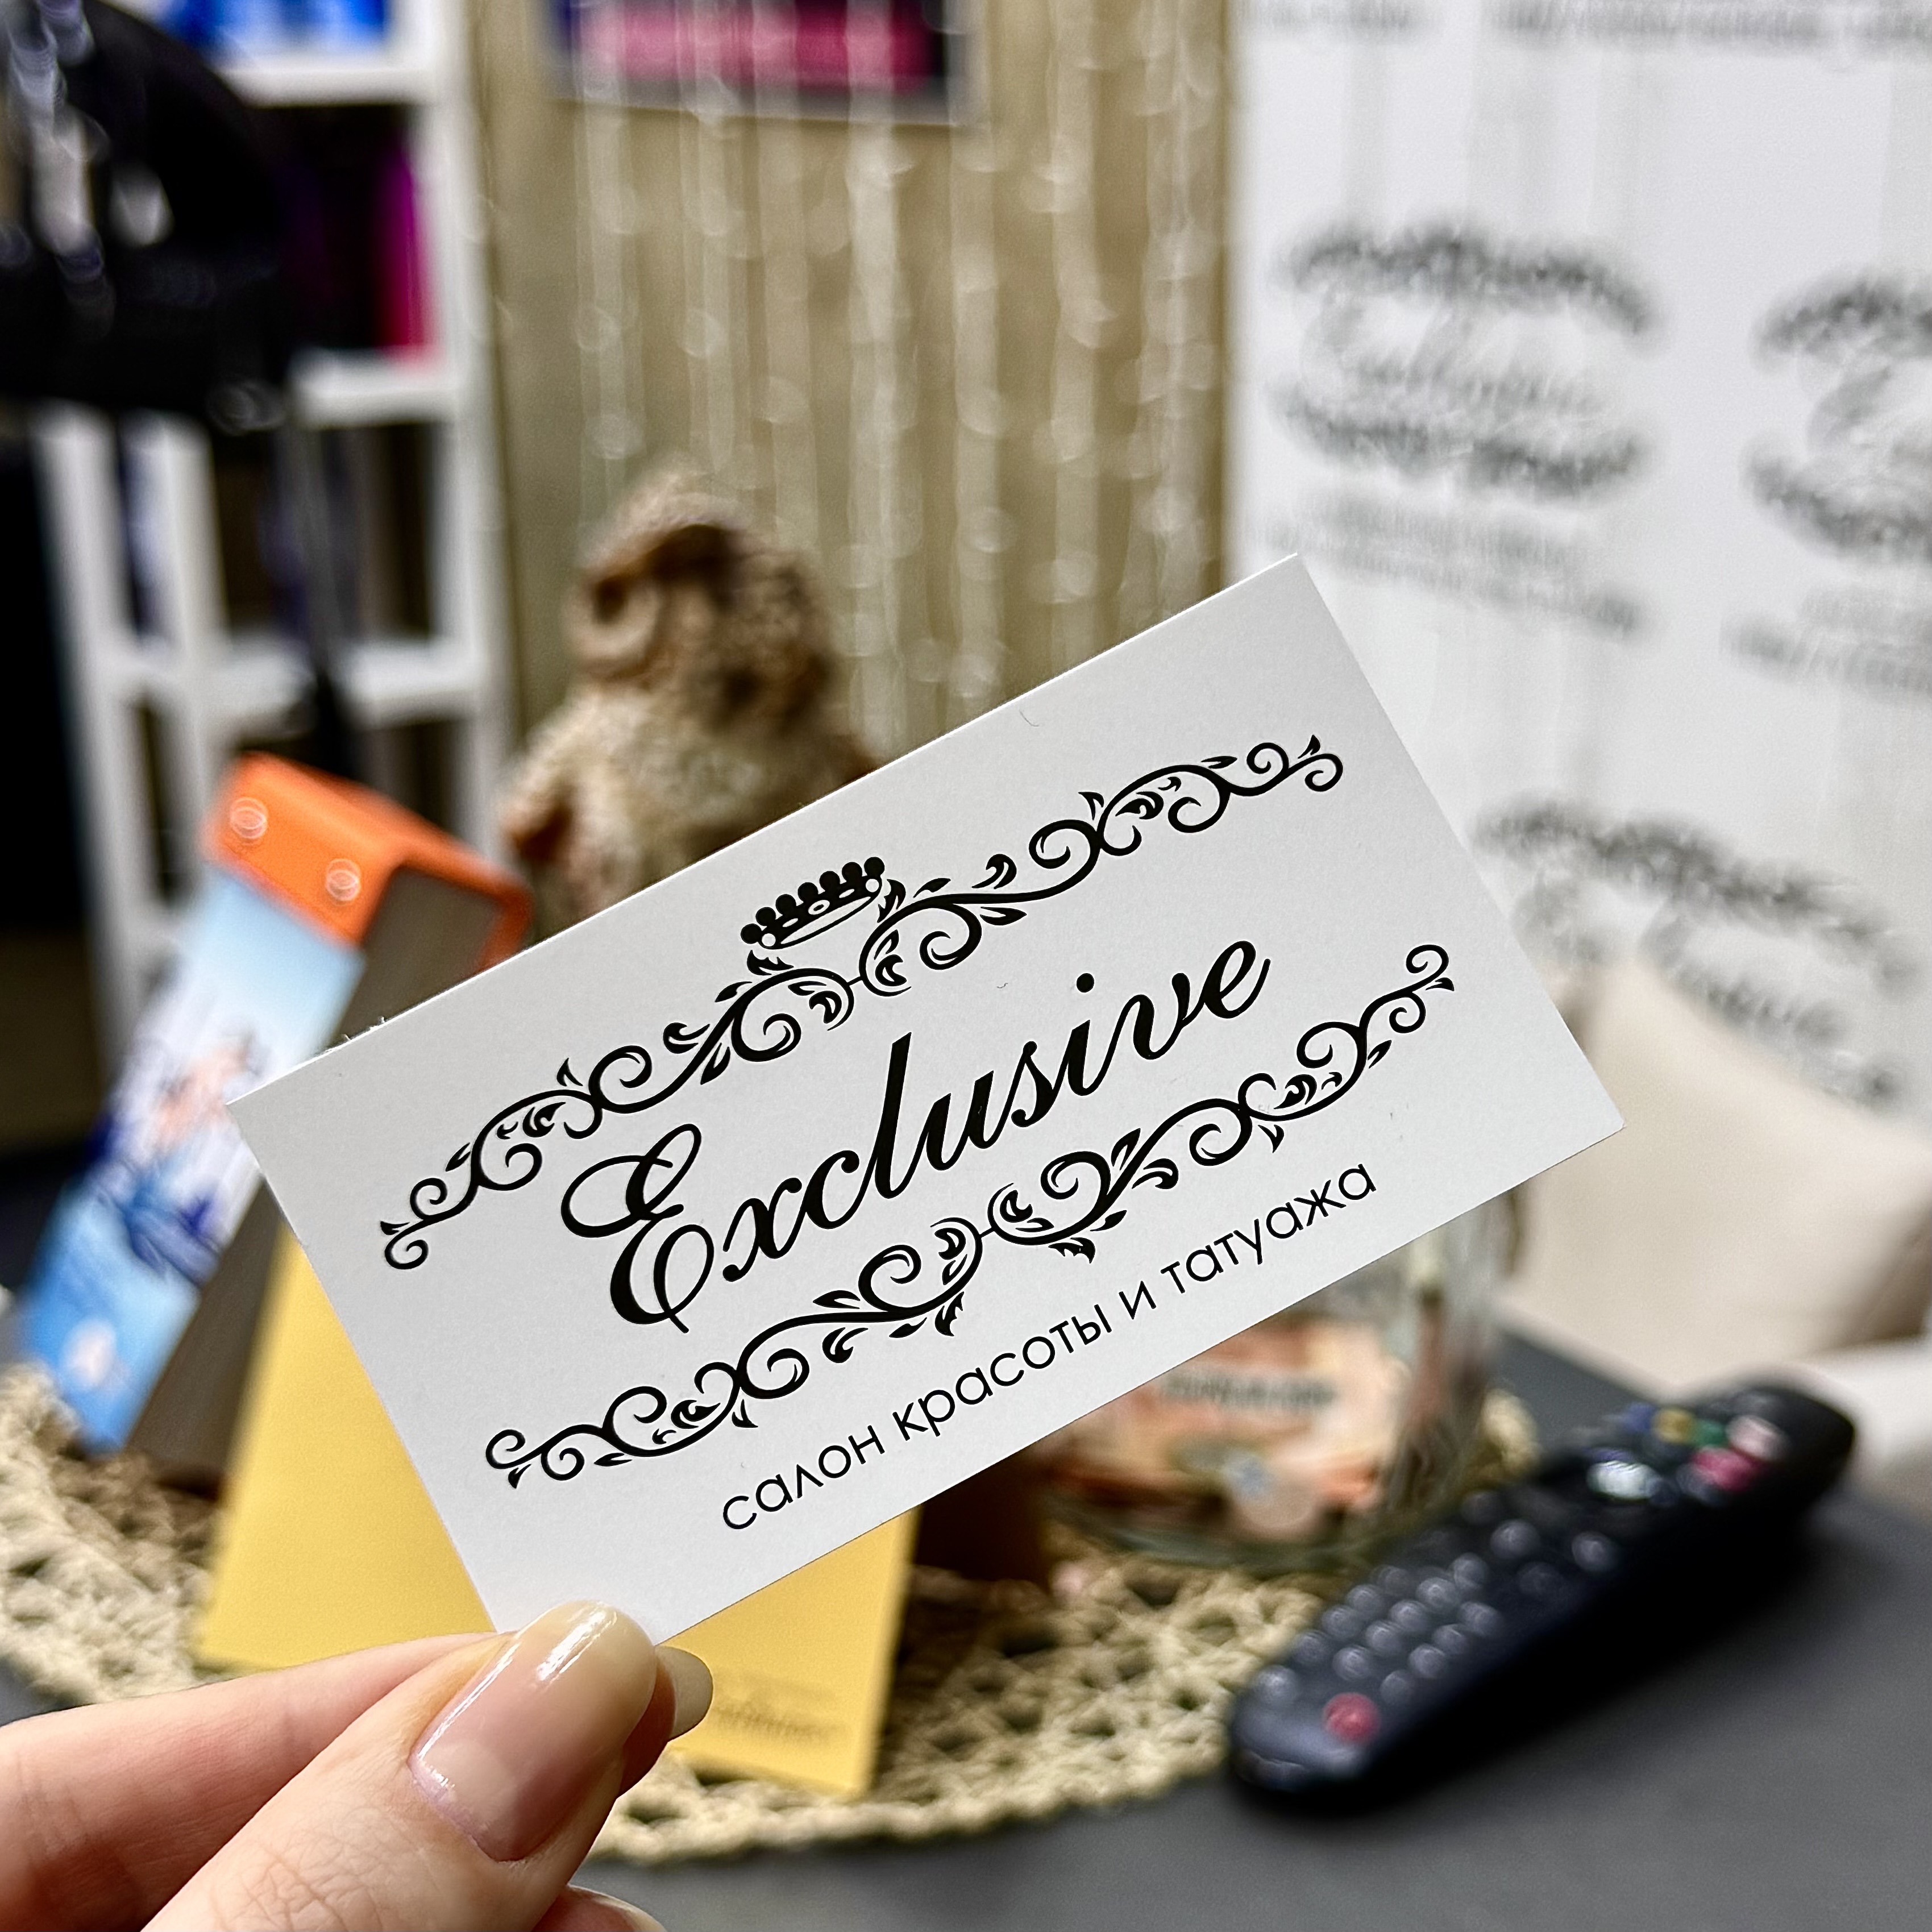 Exclusive
салон красоты и татуажа